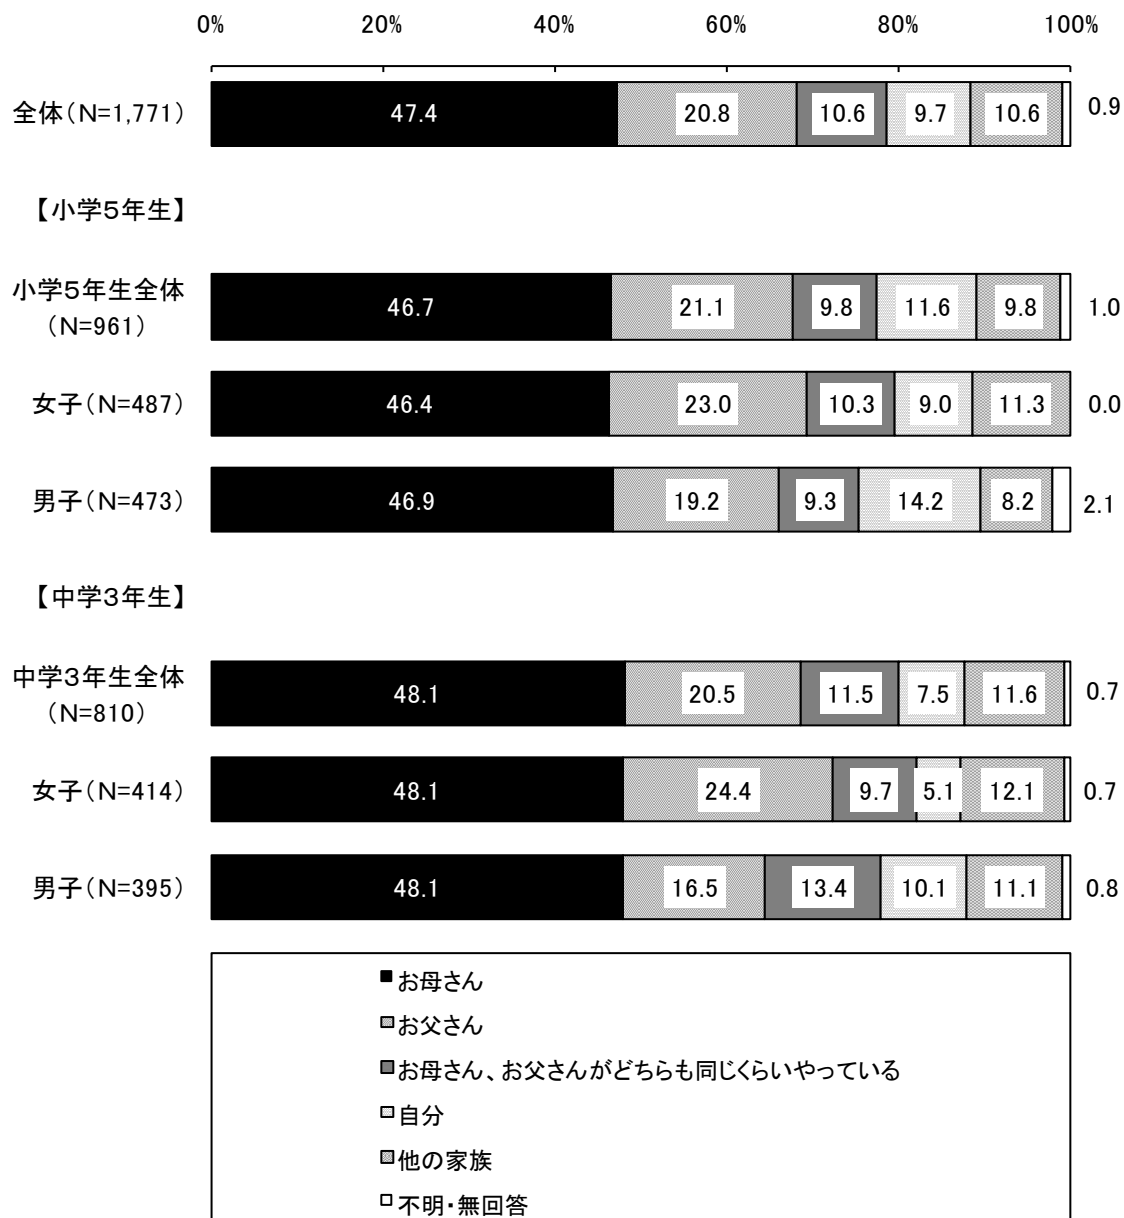 0% 20% 40% 60% 80% 100%
全体（N=1,771） 47.4 20.8 10.6 9.7 10.6 0.9
【小学5年生】
小学5年生全体
（N=961） 46.7 21.1 9.8 11.6 9.8 1.0
女子（N=487） 46.4 23.0 10.3 9.0 11.3 0.0
男子（N=473） 46.9 19.2 9.3 14.2 8.2 2.1
【中学3年生】
中学3年生全体
（N=810） 48.1 20.5 11.5 7.5 11.6 0.7
女子（N=414） 48.1 24.4 9.7 5.1 12.1 0.7
男子（N=395） 48.1 16.5 13.4 10.1 11.1 0.8
お母さん
お父さん
お母さん、お父さんがどちらも同じくらいやっている
自分
他の家族
不明・無回答